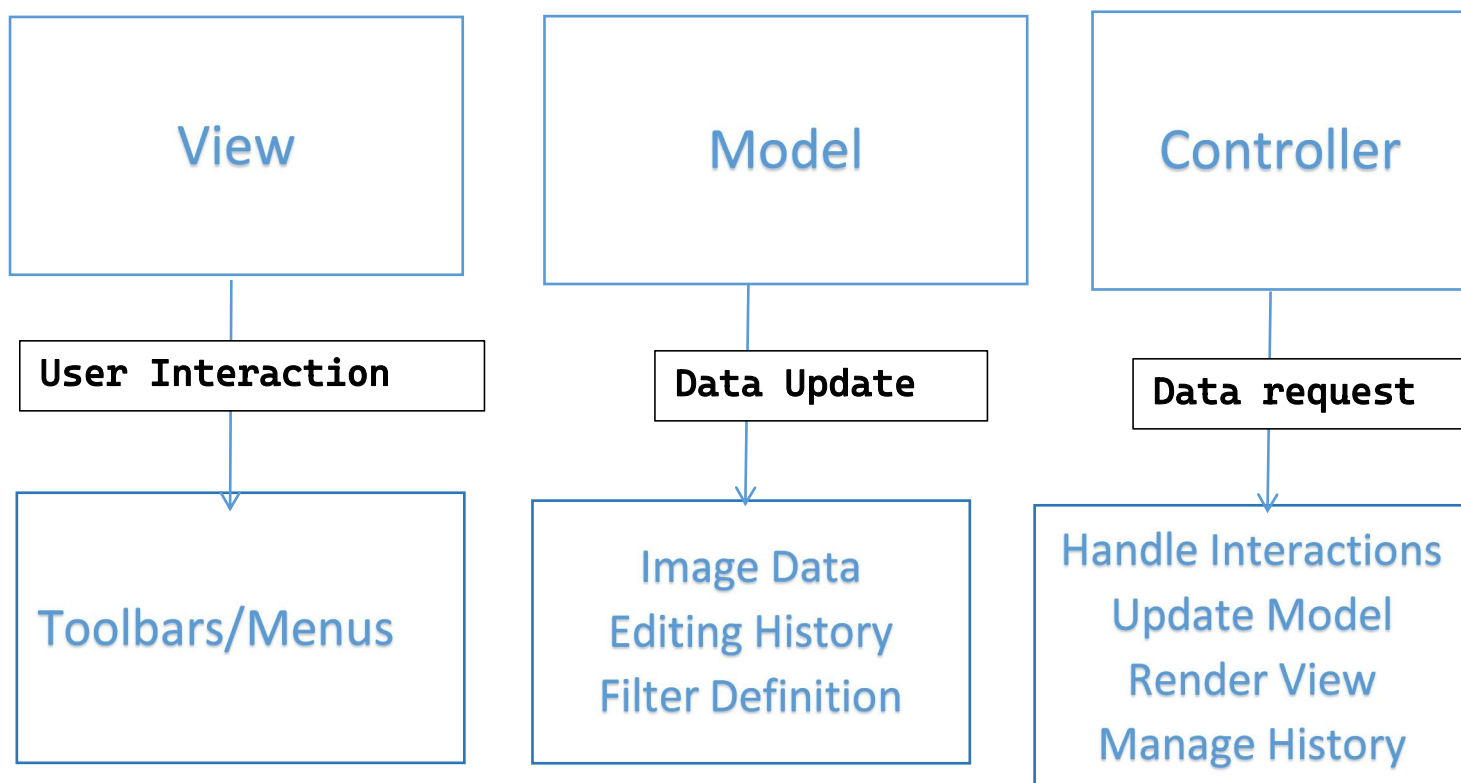 View
Model
Controller
User Interaction
Data Update
Data request
Toolbars/Menus
Image Data
Editing History
Filter Definition
Handle Interactions
Update Model
Render View
Manage History